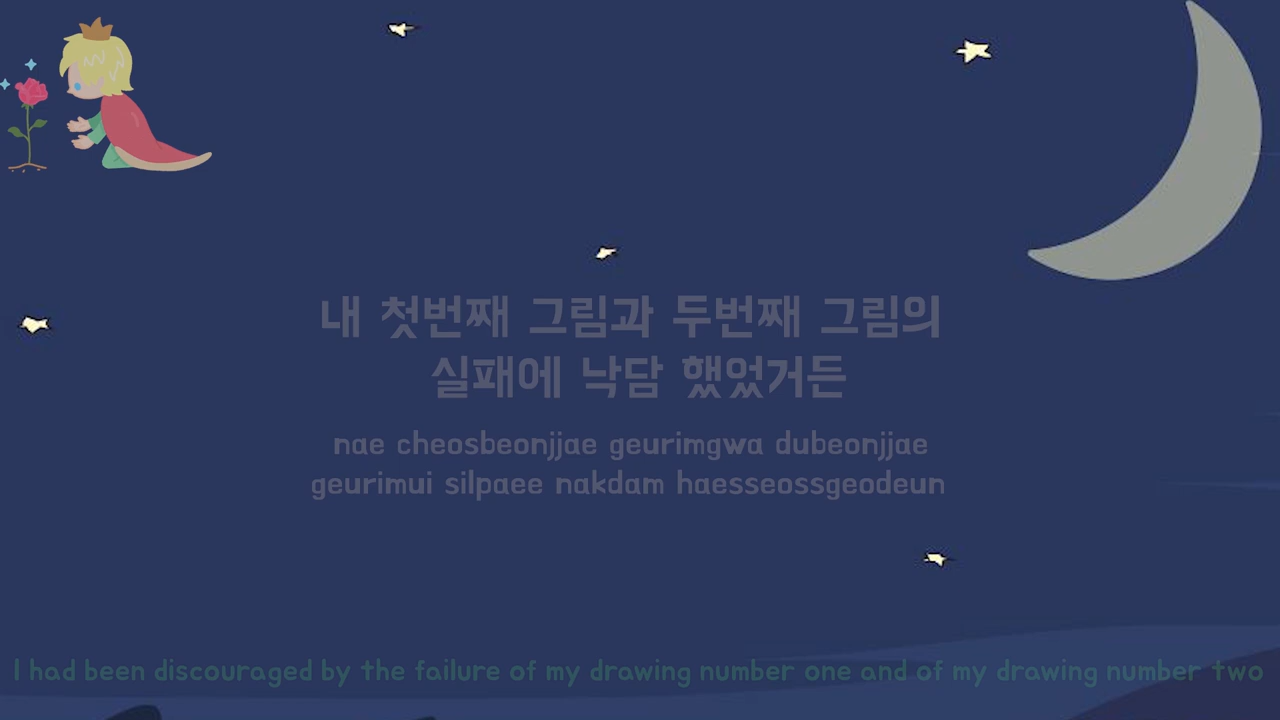 내 첫번째 그림과 두번째 그림의
실패에 낙담 했었거든
nae cheosbeonjjae geurimgwa dubeonjjae
geurimui silpaee nakdam haesseossgeodeun
I had been discouraged by the failure of my drawing number one and of my drawing number two